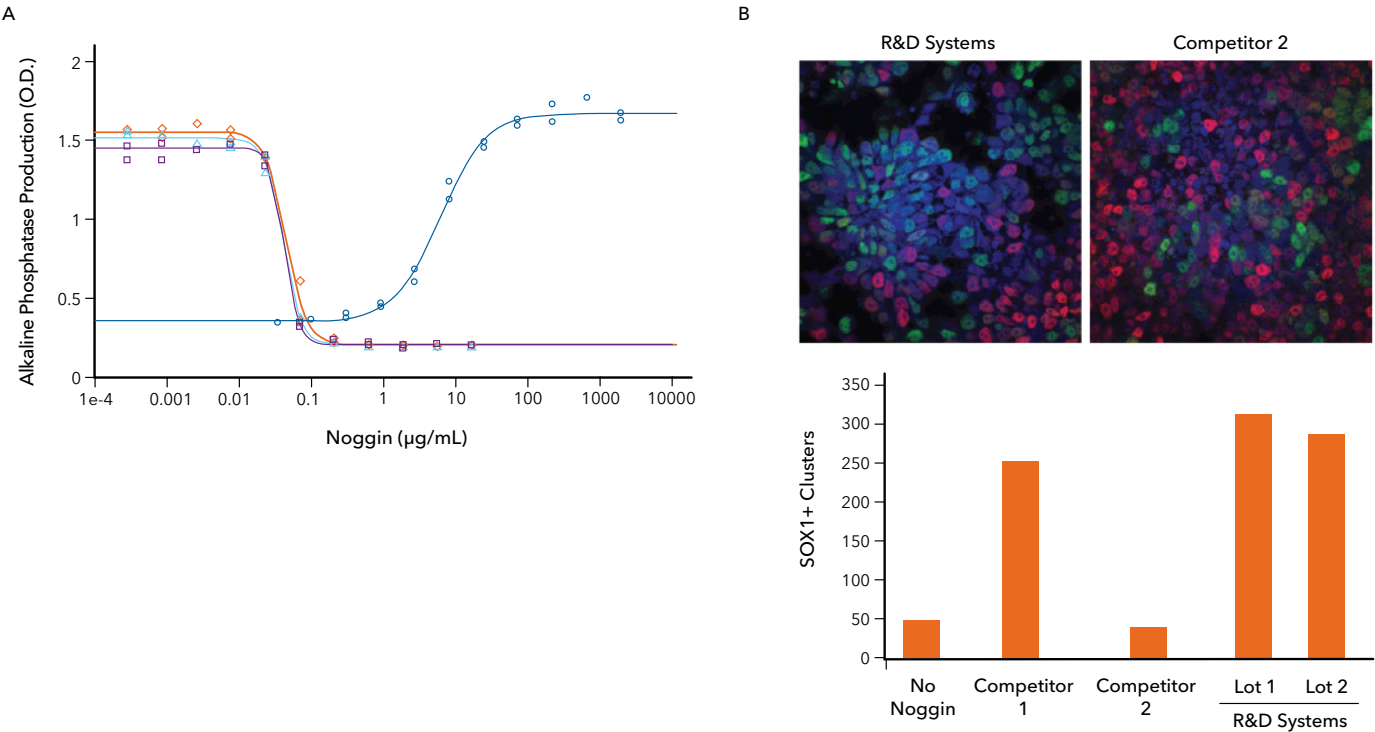 A
Alkaline Phosphatase Production (O.D.)
2
1.5
1
0.5
0
1e-4 0.001 0.01 0.1 1 10 100 1000 10000
Noggin (µg/mL)
B
R&D Systems Competitor 2
SOX1+ Clusters
350
300
250
200
150
100
50
0
No
Noggin
Competitor
1
Competitor
2
Lot 1 Lot 2
R&D Systems